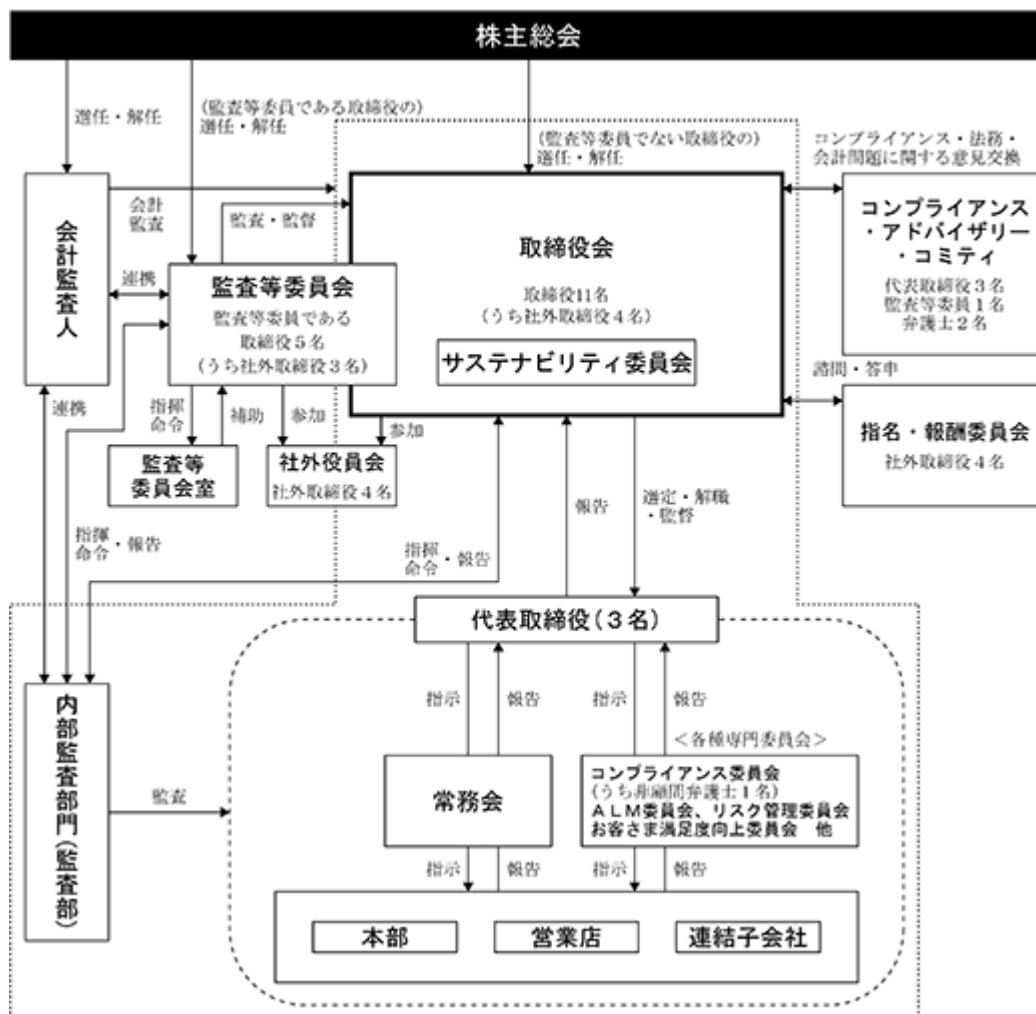 株主総会
選任・解任
(監査等委員である取締役の)
選任・解任
(監査等委員でない取締役の)
選任・解任
コンプライアンス・法務・
会計問題に関する意見交換
会計監査人
会計
監査
監査・監督
連携
監査等委員会
監査等委員である
取締役5名
(うち社外取締役3名)
取締役会
取締役11名
(うち社外取締役4名)
サステナビリティ委員会
コンプライアンス
・アドバイザリー
・コミティ
代表取締役3名
監査等委員1名
弁護士2名
諮問・答申
指名・報酬委員会
社外取締役4名
連携
指揮
命令
補助
参加
参加
監査等
委員会室
社外役員会
社外取締役4名
指揮
命令・報告
指揮
命令・報告
報告
選定・解職
・監督
代表取締役(3名)
指示
報告
指示
報告
<各種専門委員会>
内部監査部門(監査部)
監査
常務会
コンプライアンス委員会
(うち非顧問弁護士1名)
ALM委員会、リスク管理委員会
お客さま満足度向上委員会 他
指示
報告
指示
報告
本部
営業店
連結子会社